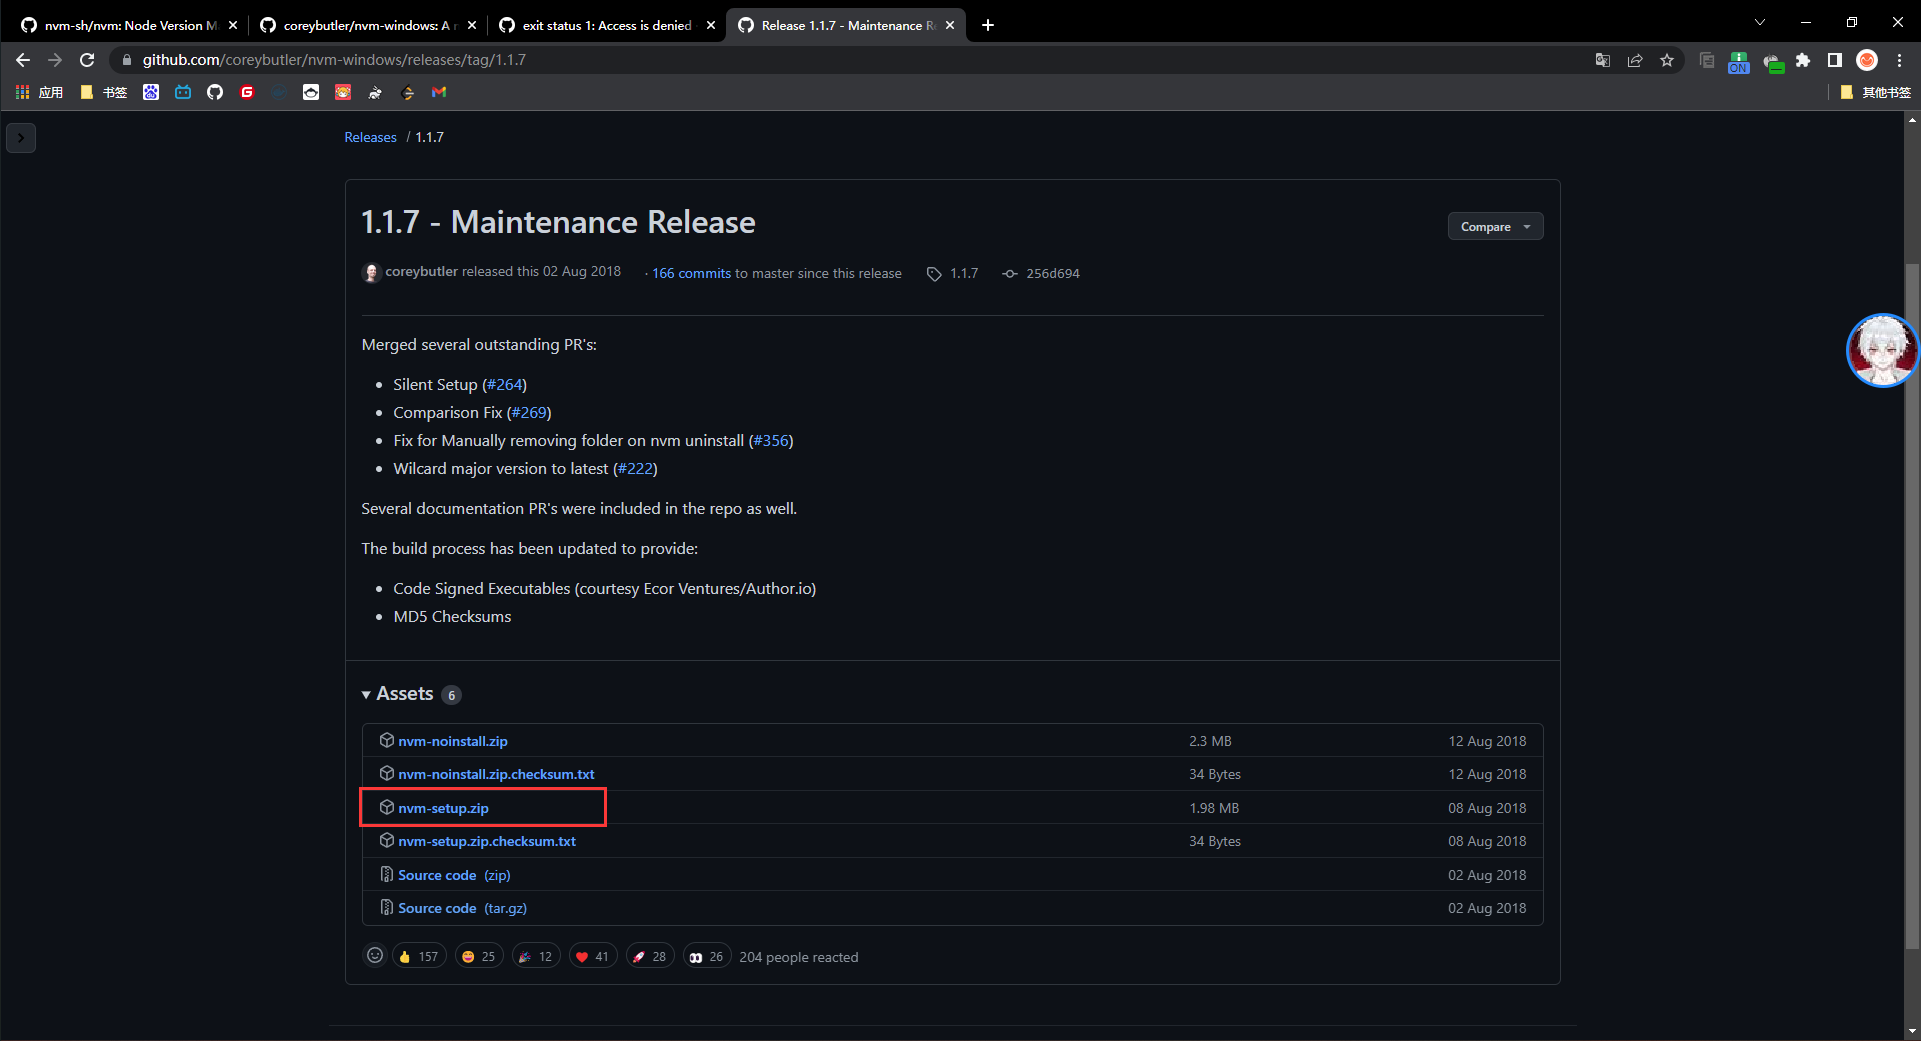 nvm-sh/nvm: Node Version M
coreybutler/nvm-windows: A n
exit status 1: Access is denied
Release 1.1.7 - Maintenance Re
github.com/coreybutler/nvm-windows/releases/tag/1.1.7
ON
应用
书签
其他书签
Releases / 1.1.7
1.1.7 - Maintenance Release
Compare
coreybutler released this 02 Aug 2018 · 166 commits to master since this release 1.1.7 256d694
Merged several outstanding PR's:
Silent Setup (#264)
Comparison Fix (#269)
Fix for Manually removing folder on nvm uninstall (#356)
Wilcard major version to latest (#222)
Several documentation PR's were included in the repo as well.
The build process has been updated to provide:
Code Signed Executables (courtesy Ecor Ventures/Author.io)
MD5 Checksums
Assets 6
nvm-noinstall.zip 2.3 MB 12 Aug 2018
nvm-noinstall.zip.checksum.txt 34 Bytes 12 Aug 2018
nvm-setup.zip 1.98 MB 08 Aug 2018
nvm-setup.zip.checksum.txt 34 Bytes 08 Aug 2018
Source code (zip) 02 Aug 2018
Source code (tar.gz) 02 Aug 2018
157 25 12 41 28 26 204 people reacted